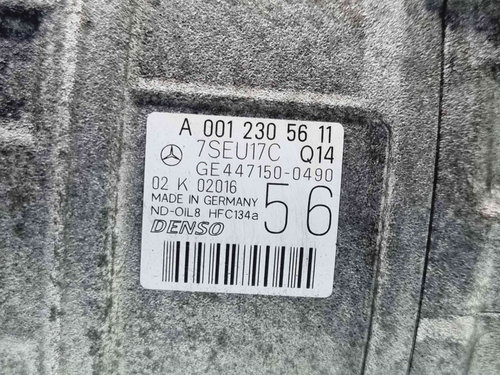 A 001 230 56 11
7SEU17C Q14
GE447150-0490
02 K 02016
MADE IN GERMANY
56
ND-OIL8 HFC134a
DENSO